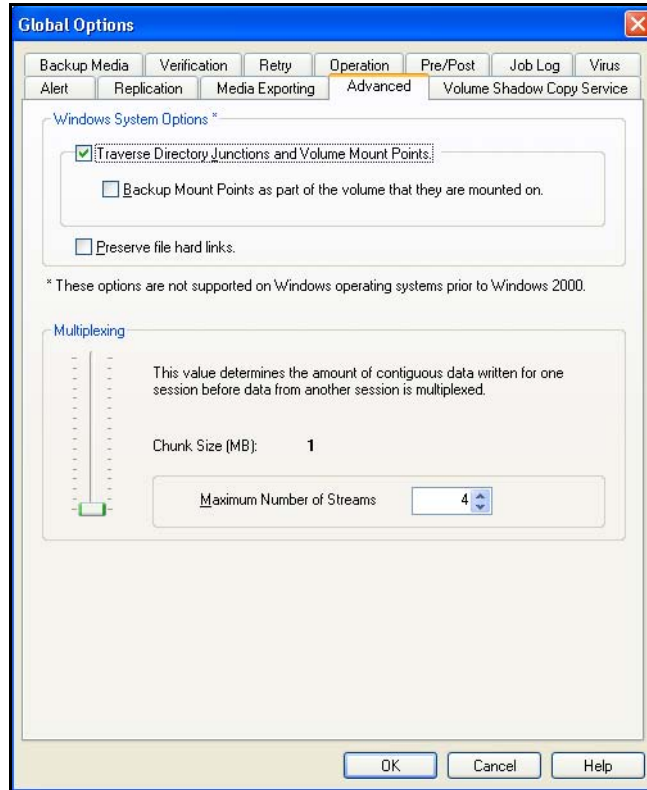 Global Options
Backup Media Verification Retry Operation Pre/Post Job Log Virus
Alert Replication Media Exporting Advanced Volume Shadow Copy Service
Windows System Options *
Traverse Directory Junctions and Volume Mount Points.
Backup Mount Points as part of the volume that they are mounted on.
Preserve file hard links.
* These options are not supported on Windows operating systems prior to Windows 2000.
Multiplexing
This value determines the amount of contiguous data written for one
session before data from another session is multiplexed.
Chunk Size (MB): 1
Maximum Number of Streams 4
OK Cancel Help